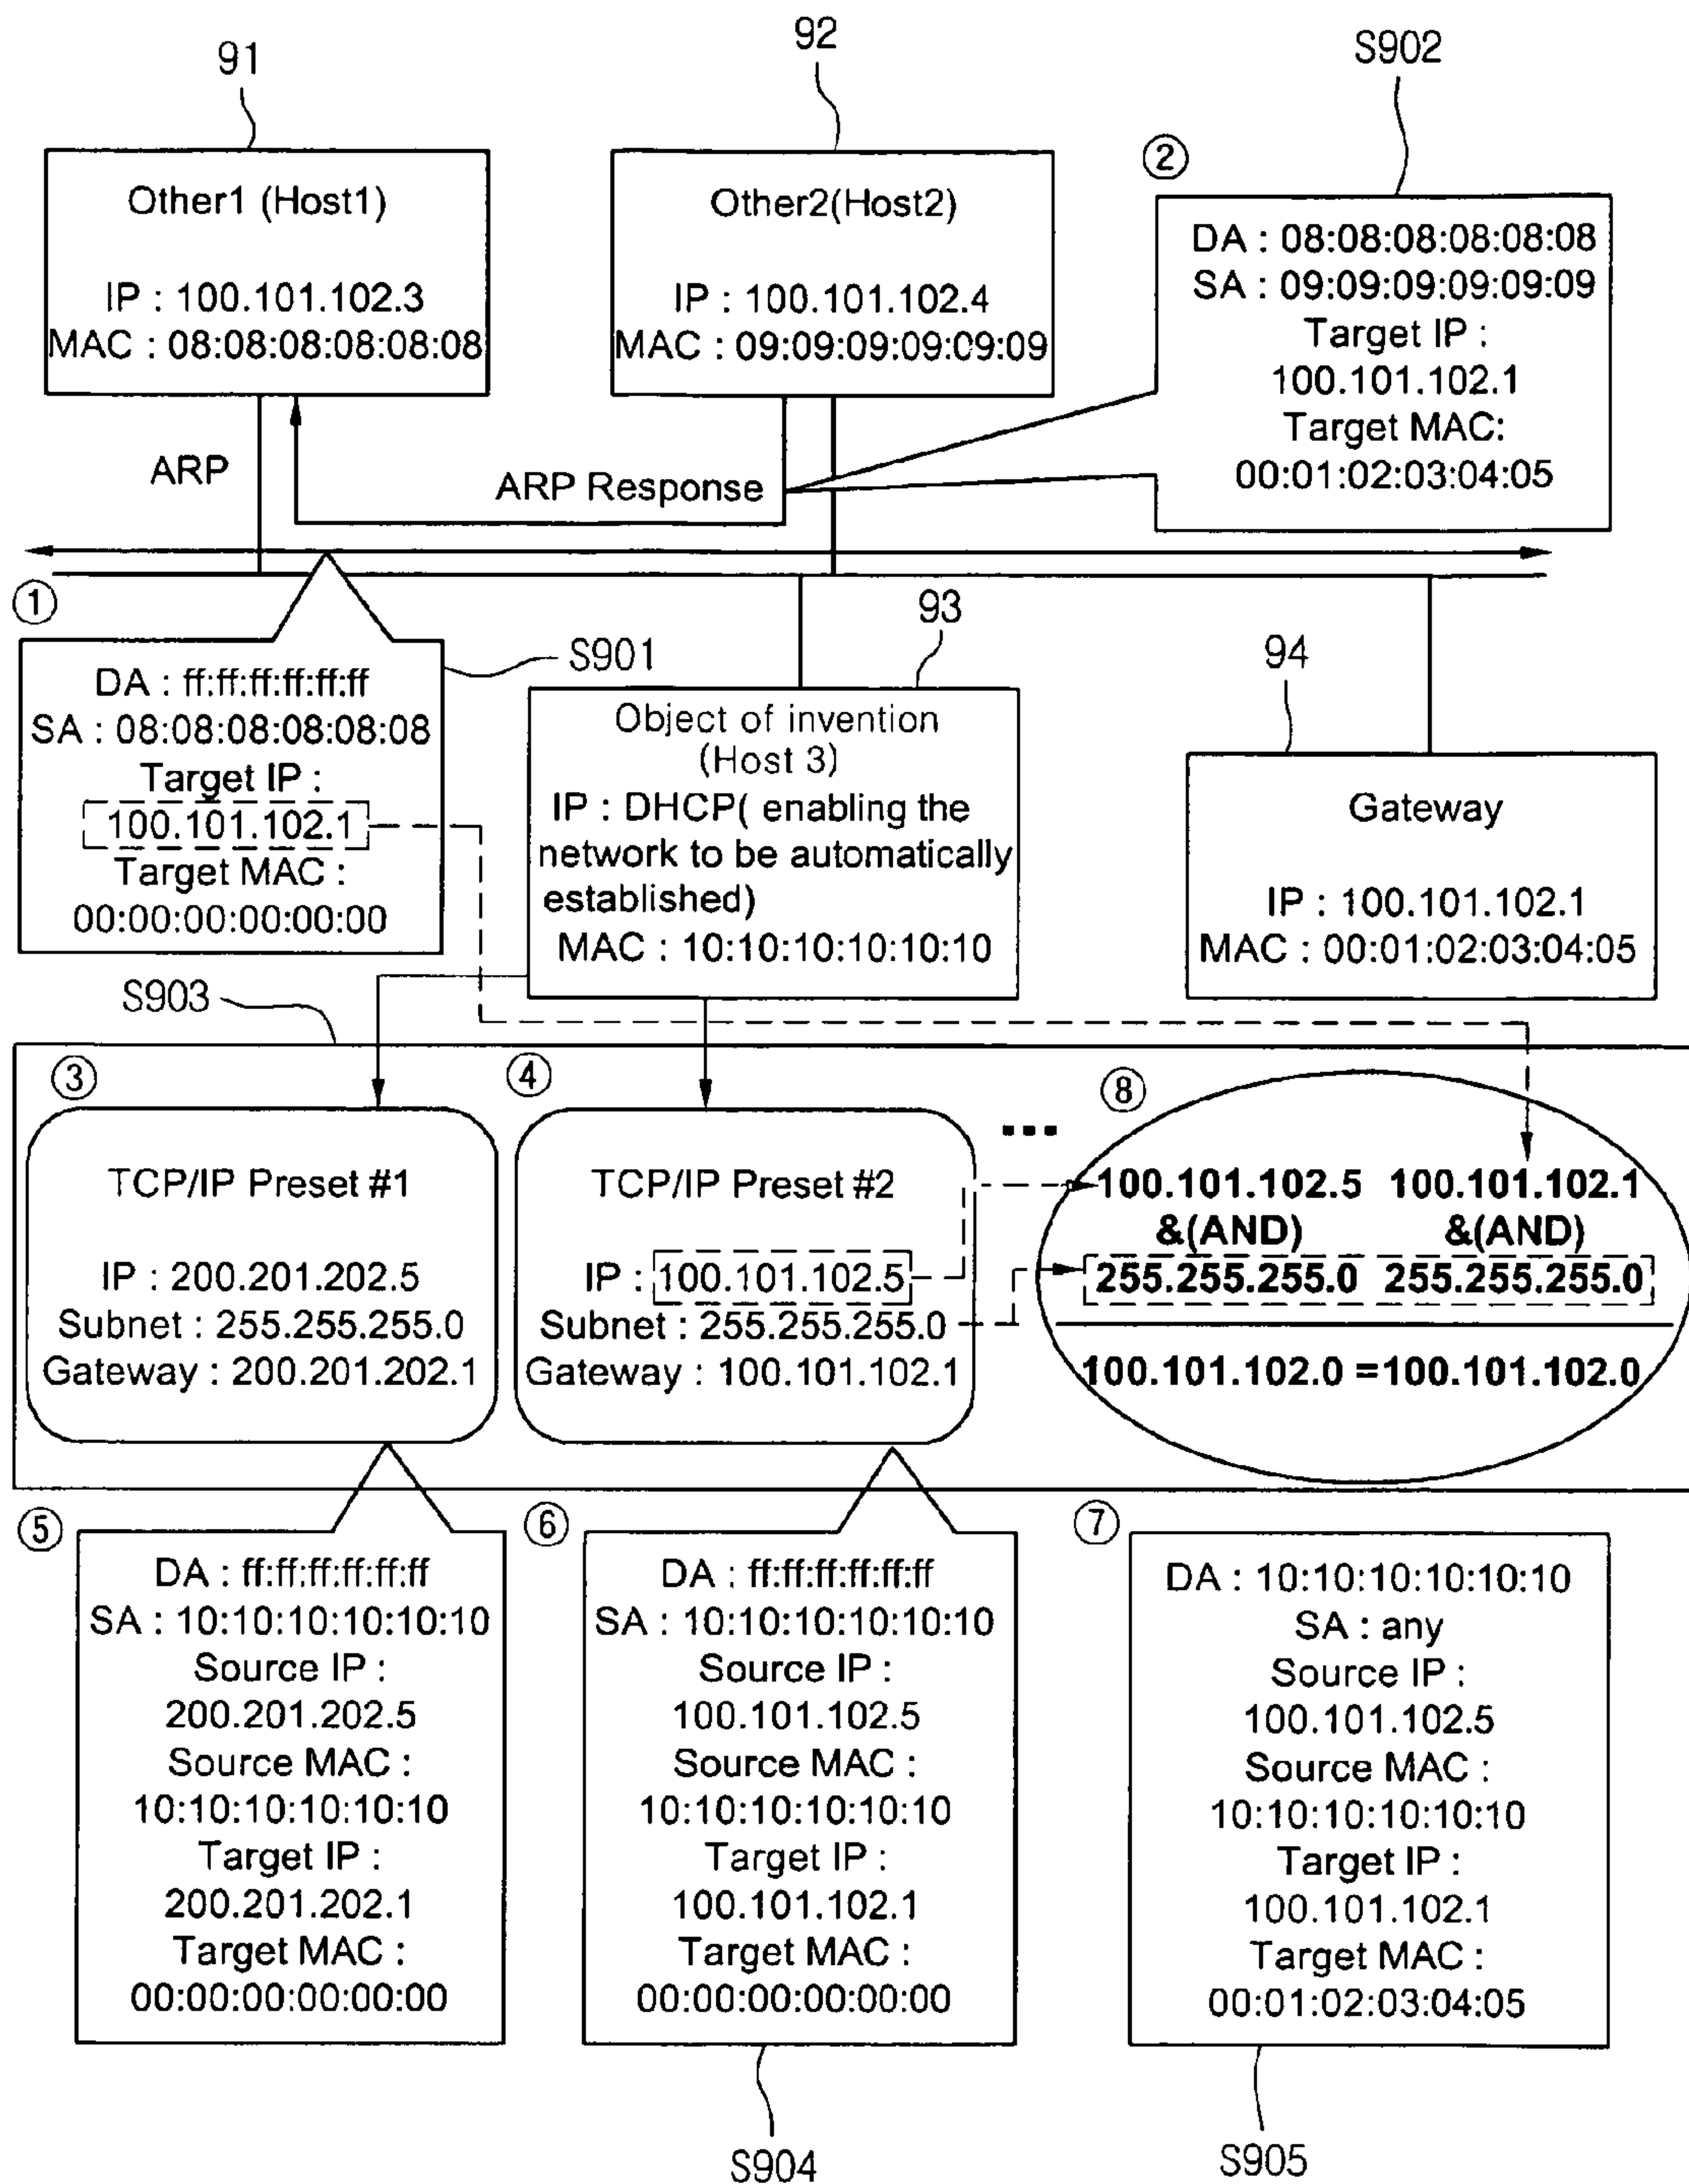 91
92
S902
Other1 (Host1)
IP : 100.101.102.3
MAC : 08:08:08:08:08:08
Other2(Host2)
IP : 100.101.102.4
MAC : 09:09:09:09:09:09
②
DA : 08:08:08:08:08:08
SA : 09:09:09:09:09:09
Target IP :
100.101.102.1
Target MAC:
00:01:02:03:04:05
ARP
ARP Response
①
S901
DA : ff:ff:ff:ff:ff:ff
SA : 08:08:08:08:08:08
Target IP :
100.101.102.1
Target MAC :
00:00:00:00:00:00
93
Object of invention
(Host 3)
IP : DHCP( enabling the
network to be automatically
established)
MAC : 10:10:10:10:10:10
94
Gateway
IP : 100.101.102.1
MAC : 00:01:02:03:04:05
S903
③
TCP/IP Preset #1
IP : 200.201.202.5
Subnet : 255.255.255.0
Gateway : 200.201.202.1
④
TCP/IP Preset #2
IP : 100.101.102.5
Subnet : 255.255.255.0
Gateway : 100.101.102.1
...
⑧
100.101.102.5 100.101.102.1
&(AND) &(AND)
255.255.255.0 255.255.255.0
100.101.102.0 =100.101.102.0
⑤
DA : ff:ff:ff:ff:ff:ff
SA : 10:10:10:10:10:10
Source IP :
200.201.202.5
Source MAC :
10:10:10:10:10:10
Target IP :
200.201.202.1
Target MAC :
00:00:00:00:00:00
⑥
DA : ff:ff:ff:ff:ff:ff
SA : 10:10:10:10:10:10
Source IP :
100.101.102.5
Source MAC :
10:10:10:10:10:10
Target IP :
100.101.102.1
Target MAC :
00:00:00:00:00:00
S904
⑦
DA : 10:10:10:10:10:10
SA : any
Source IP :
100.101.102.5
Source MAC :
10:10:10:10:10:10
Target IP :
100.101.102.1
Target MAC :
00:01:02:03:04:05
S905